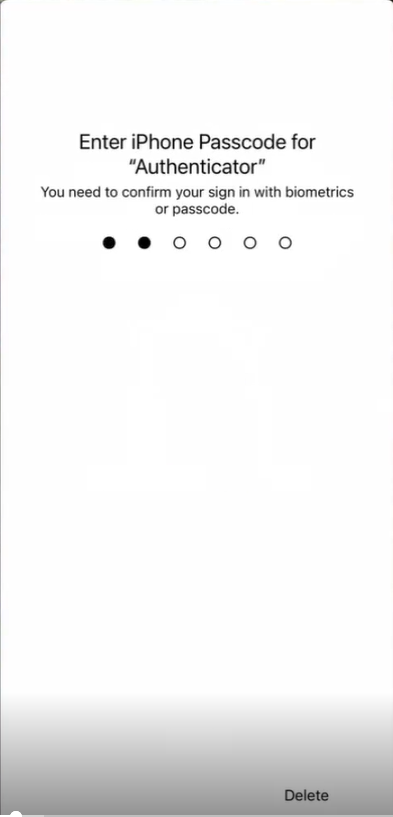 Enter iPhone Passcode for
“Authenticator”
You need to confirm your sign in with biometrics
or passcode.
Delete